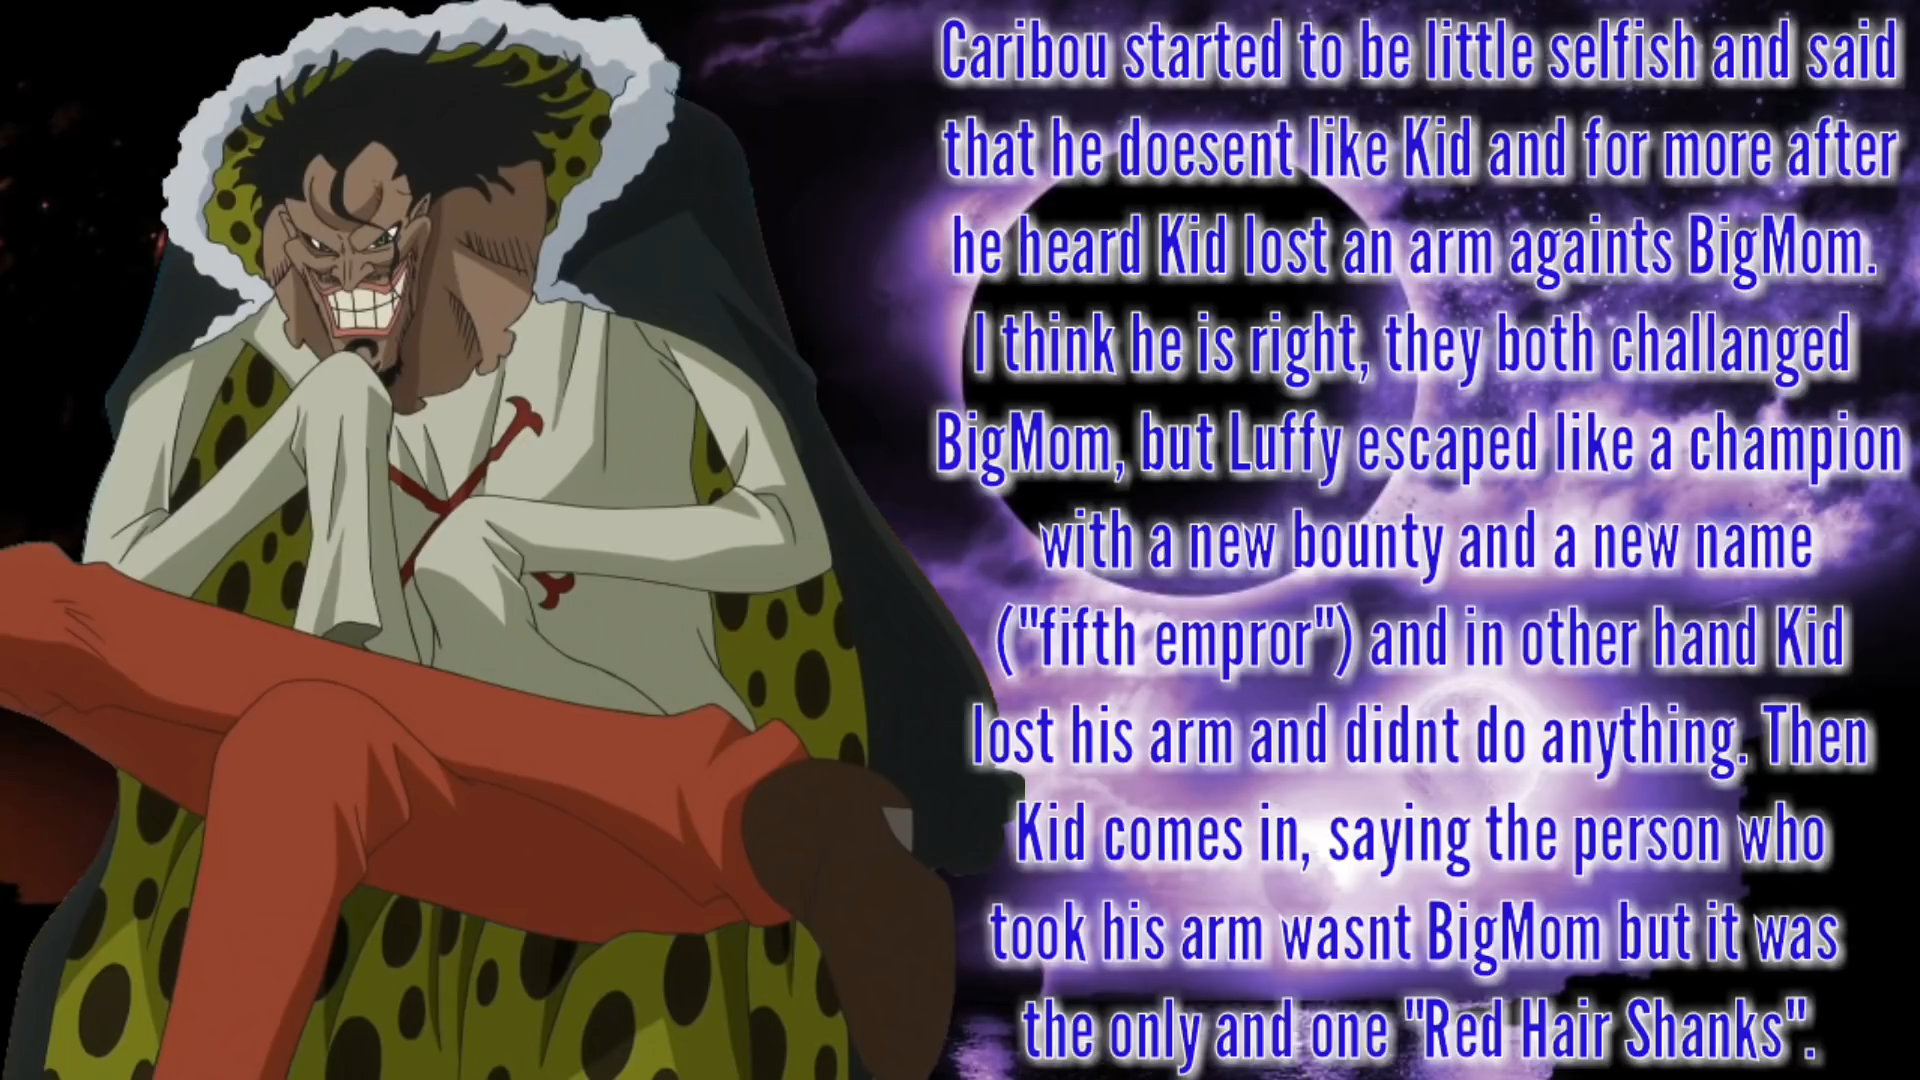 Caribou started to be little selfish and said
that he doesent like Kid and for more after
he heard Kid lost an arm againts BigMom.
I think he is right, they both challanged
BigMom, but Luffy escaped like a champion
with a new bounty and a new name
("fifth empror") and in other hand Kid
lost his arm and didnt do anything. Then
Kid comes in, saying the person who
took his arm wasnt BigMom but it was
the only and one "Red Hair Shanks".